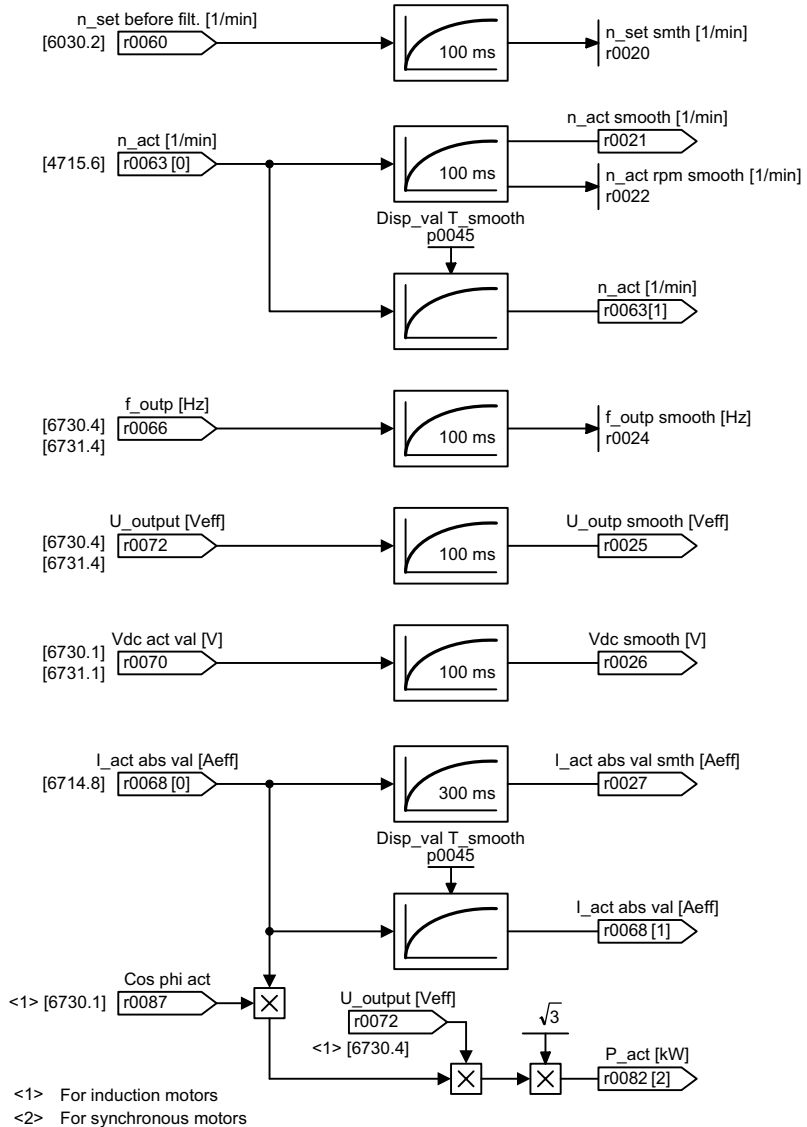 n_set before filt. [1/min]
[6030.2] r0060
100 ms
n_set smth [1/min]
r0020
n_act [1/min]
[4715.6] r0063 [0]
100 ms
n_act smooth [1/min]
r0021
n_act rpm smooth [1/min]
r0022
Disp_val T_smooth
p0045
n_act [1/min]
r0063[1]
f_outp [Hz]
[6730.4] r0066
[6731.4]
100 ms
f_outp smooth [Hz]
r0024
U_output [Veff]
[6730.4] r0072
[6731.4]
100 ms
U_outp smooth [Veff]
r0025
Vdc act val [V]
[6730.1] r0070
[6731.1]
100 ms
Vdc smooth [V]
r0026
I_act abs val [Aeff]
[6714.8] r0068 [0]
300 ms
I_act abs val smth [Aeff]
r0027
Disp_val T_smooth
p0045
I_act abs val [Aeff]
r0068 [1]
Cos phi act
<1> [6730.1] r0087
U_output [Veff]
r0072
<1> [6730.4]
√3
P_act [kW]
r0082 [2]
<1> For induction motors
<2> For synchronous motors